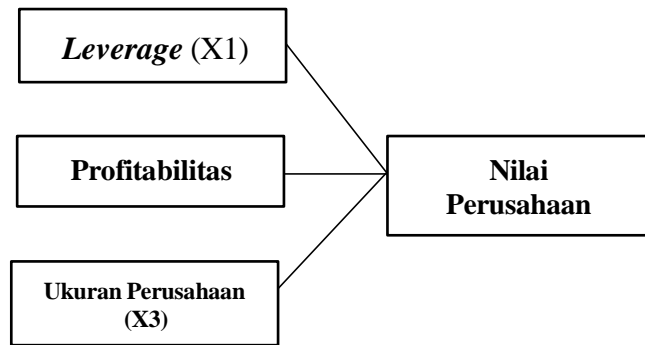 Leverage (X1)
Profitabilitas
Nilai
Perusahaan
Ukuran Perusahaan
(X3)